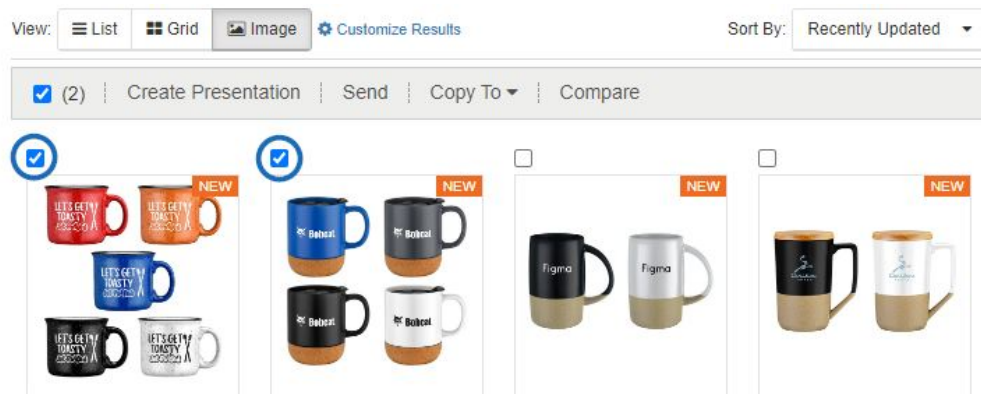 View: List Grid Image Customize Results Sort By: Recently Updated
(2) Create Presentation Send Copy To Compare
NEW NEW NEW NEW
LET'S GET
TOASTY
LET'S GET
TOASTY
LET'S GET
TOASTY
LET'S GET
TOASTY
LET'S GET
TOASTY
Bobcat
Bobcat
Bobcat
Bobcat
Figma Figma